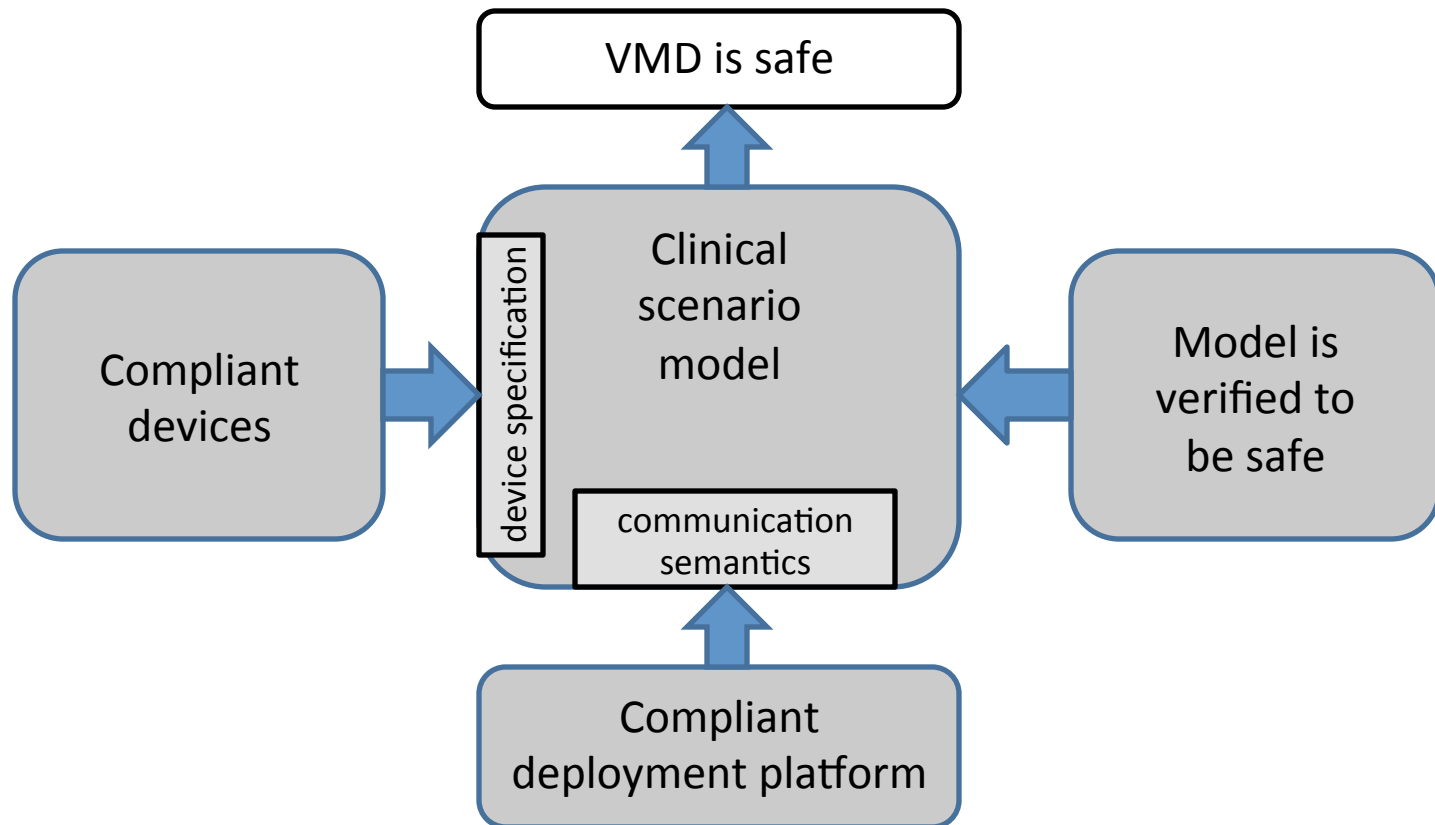 VMD is safe
Clinical
scenario
model
device specification
communication
semantics
Compliant
devices
Model is
verified to
be safe
Compliant
deployment platform